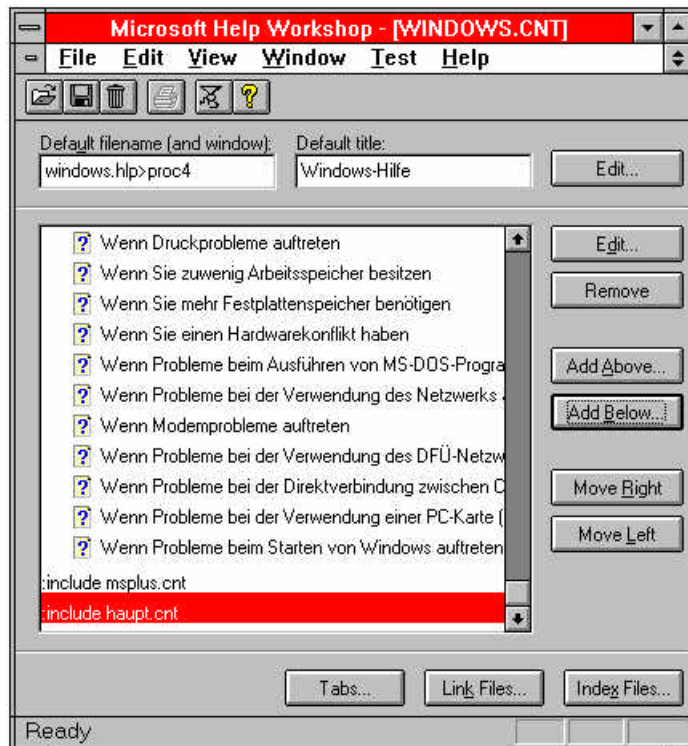 Microsoft Help Workshop - [WINDOWS.CNT]
File Edit View Window Test Help
Default filename (and window): Default title:
windows.hlp>proc4 Windows-Hilfe Edit...
Wenn Druckprobleme auftreten
Edit...
Wenn Sie zuwenig Arbeitsspeicher besitzen
Wenn Sie mehr Festplattenspeicher benötigen
Remove
Wenn Sie einen Hardwarekonflikt haben
Wenn Probleme beim Ausführen von MS-DOS-Progra
Add Above...
Wenn Probleme bei der Verwendung des Netzwerks
Add Below...
Wenn Modemprobleme auftreten
Wenn Probleme bei der Verwendung des DFÜ-Netzw
Wenn Probleme bei der Direktverbindung zwischen C
Move Right
Wenn Probleme bei der Verwendung einer PC-Karte (
Move Left
Wenn Probleme beim Starten von Windows auftreten
:include msplus.cnt
:include haupt.cnt
Tabs... Link Files... Index Files...
Ready